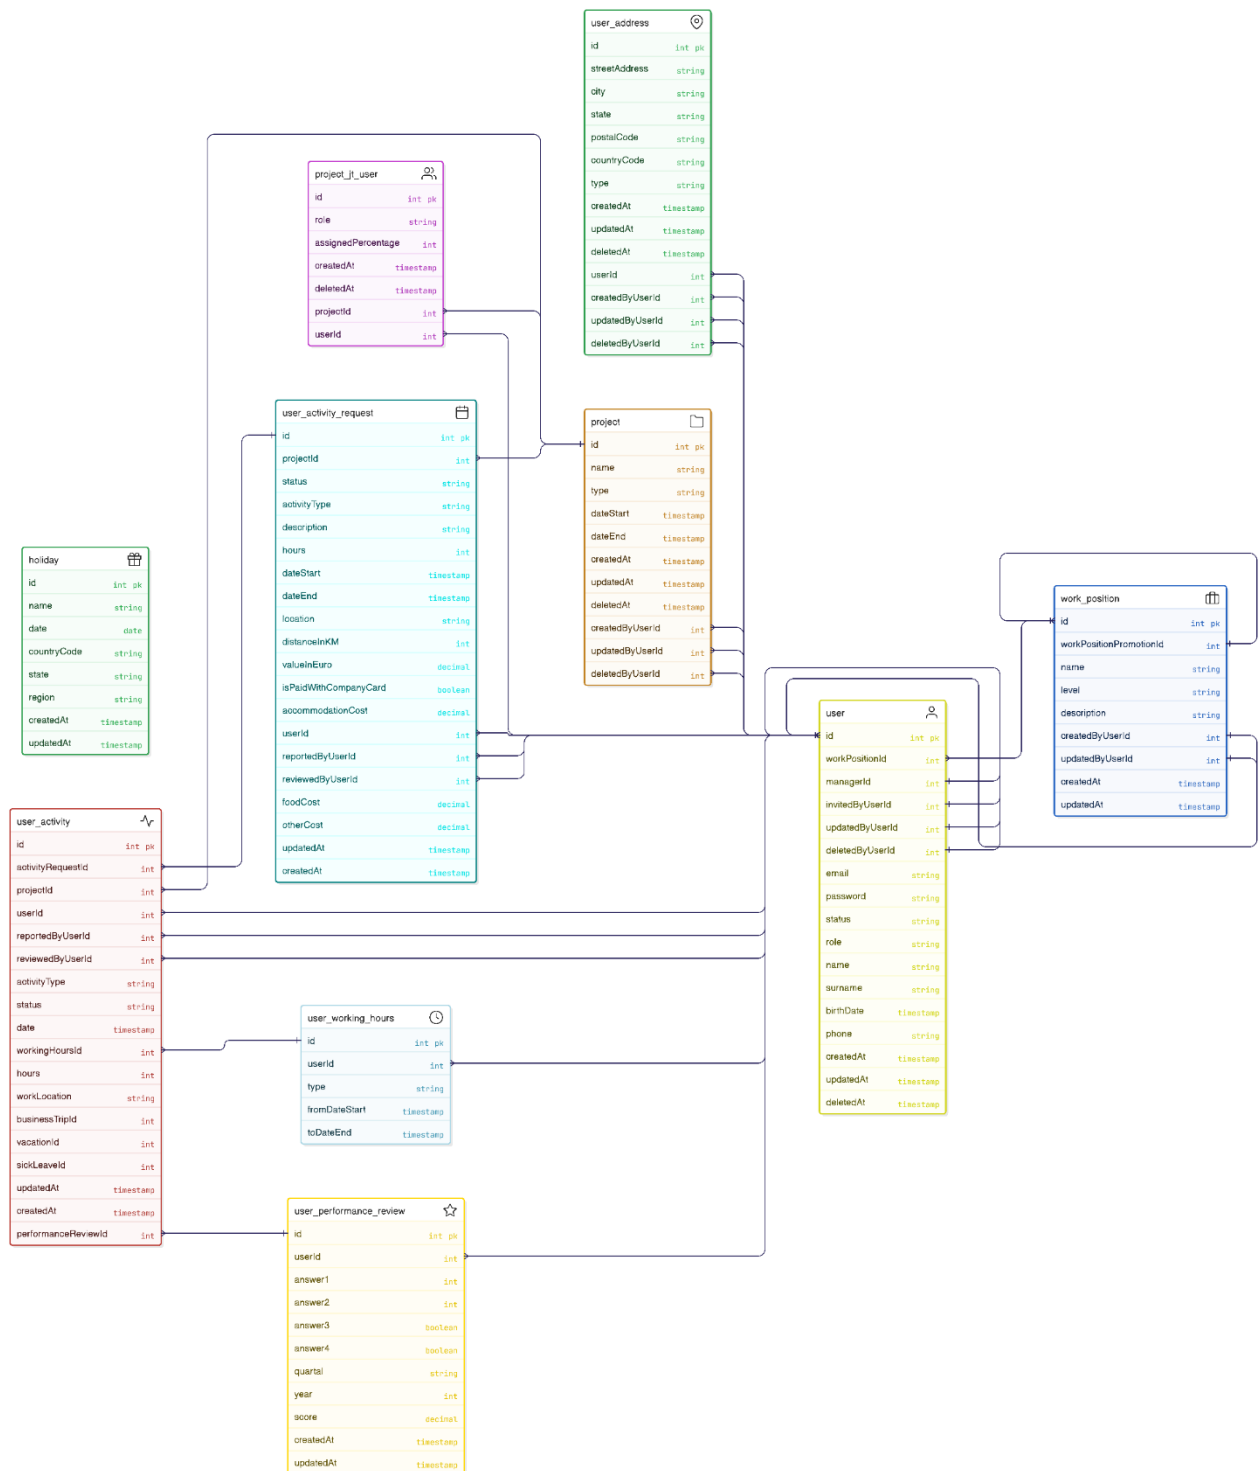 user_address
id int pk
streetAddress string
city string
state string
postalCode string
countryCode string
type string
createdAt timestamp
updatedAt timestamp
deletedAt timestamp
userId int
createdByUserId int
updatedByUserId int
deletedByUserId int
project_jt_user
id int pk
role string
assignedPercentage int
createdAt timestamp
deletedAt timestamp
projectId int
userId int
user_activity_request
id int pk
projectId int
status string
activityType string
description string
hours int
dateStart timestamp
dateEnd timestamp
location string
distanceInKM int
valueInEuro decimal
isPaidWithCompanyCard boolean
accommodationCost decimal
userId int
reportedByUserId int
reviewedByUserId int
foodCost decimal
otherCost decimal
updatedAt timestamp
createdAt timestamp
project
id int pk
name string
type string
dateStart timestamp
dateEnd timestamp
createdAt timestamp
updatedAt timestamp
deletedAt timestamp
createdByUserId int
updatedByUserId int
deletedByUserId int
holiday
id int pk
name string
date date
countryCode string
state string
region string
createdAt timestamp
updatedAt timestamp
work_position
id int pk
workPositionPromotionId int
name string
level string
description string
createdByUserId int
updatedByUserId int
createdAt timestamp
updatedAt timestamp
user
id int pk
workPositionId int
managerId int
invitedByUserId int
updatedByUserId int
deletedByUserId int
email string
password string
status string
role string
name string
surname string
birthDate timestamp
phone string
createdAt timestamp
updatedAt timestamp
deletedAt timestamp
user_activity
id int pk
activityRequestId int
projectId int
userId int
reportedByUserId int
reviewedByUserId int
activityType string
status string
date timestamp
workingHoursId int
hours int
workLocation string
businessTripId int
vacationId int
sickLeaveId int
updatedAt timestamp
createdAt timestamp
performanceReviewId int
user_working_hours
id int pk
userId int
type string
fromDateStart timestamp
toDateEnd timestamp
user_performance_review
id int pk
userId int
answer1 int
answer2 int
answer3 boolean
answer4 boolean
quartal string
year int
score decimal
createdAt timestamp
updatedAt timestamp